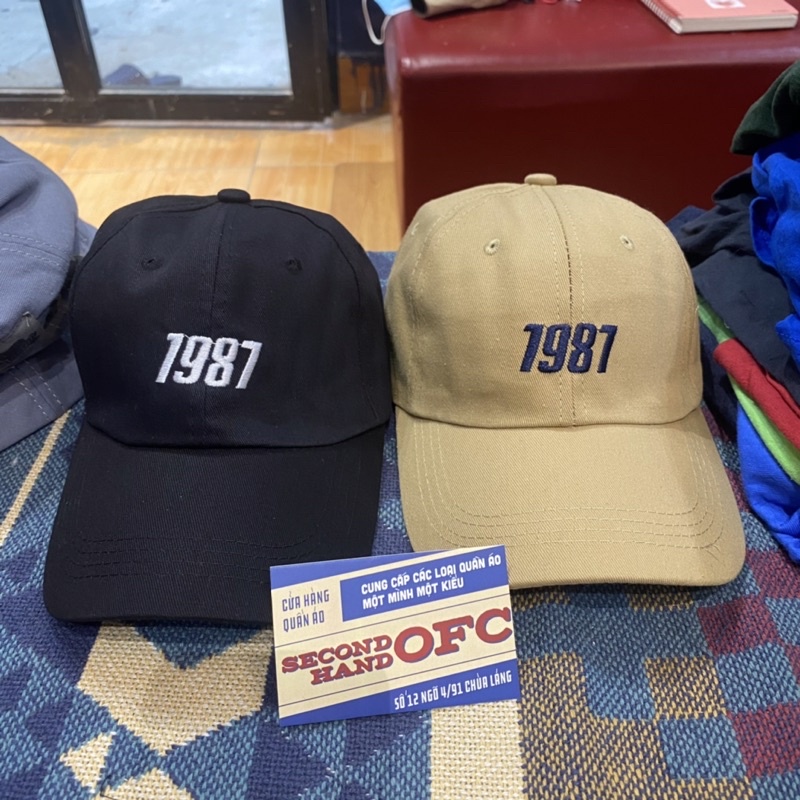 1987
1987
CỬA HÀNG
QUẦN ÁO
CUNG CẤP CÁC LOẠI QUẦN ÁO
MỘT MÌNH MỘT KIỂU
SECOND
HAND
OFC
SỐ 12 NGÕ 4/91 CHÙA LÁNG